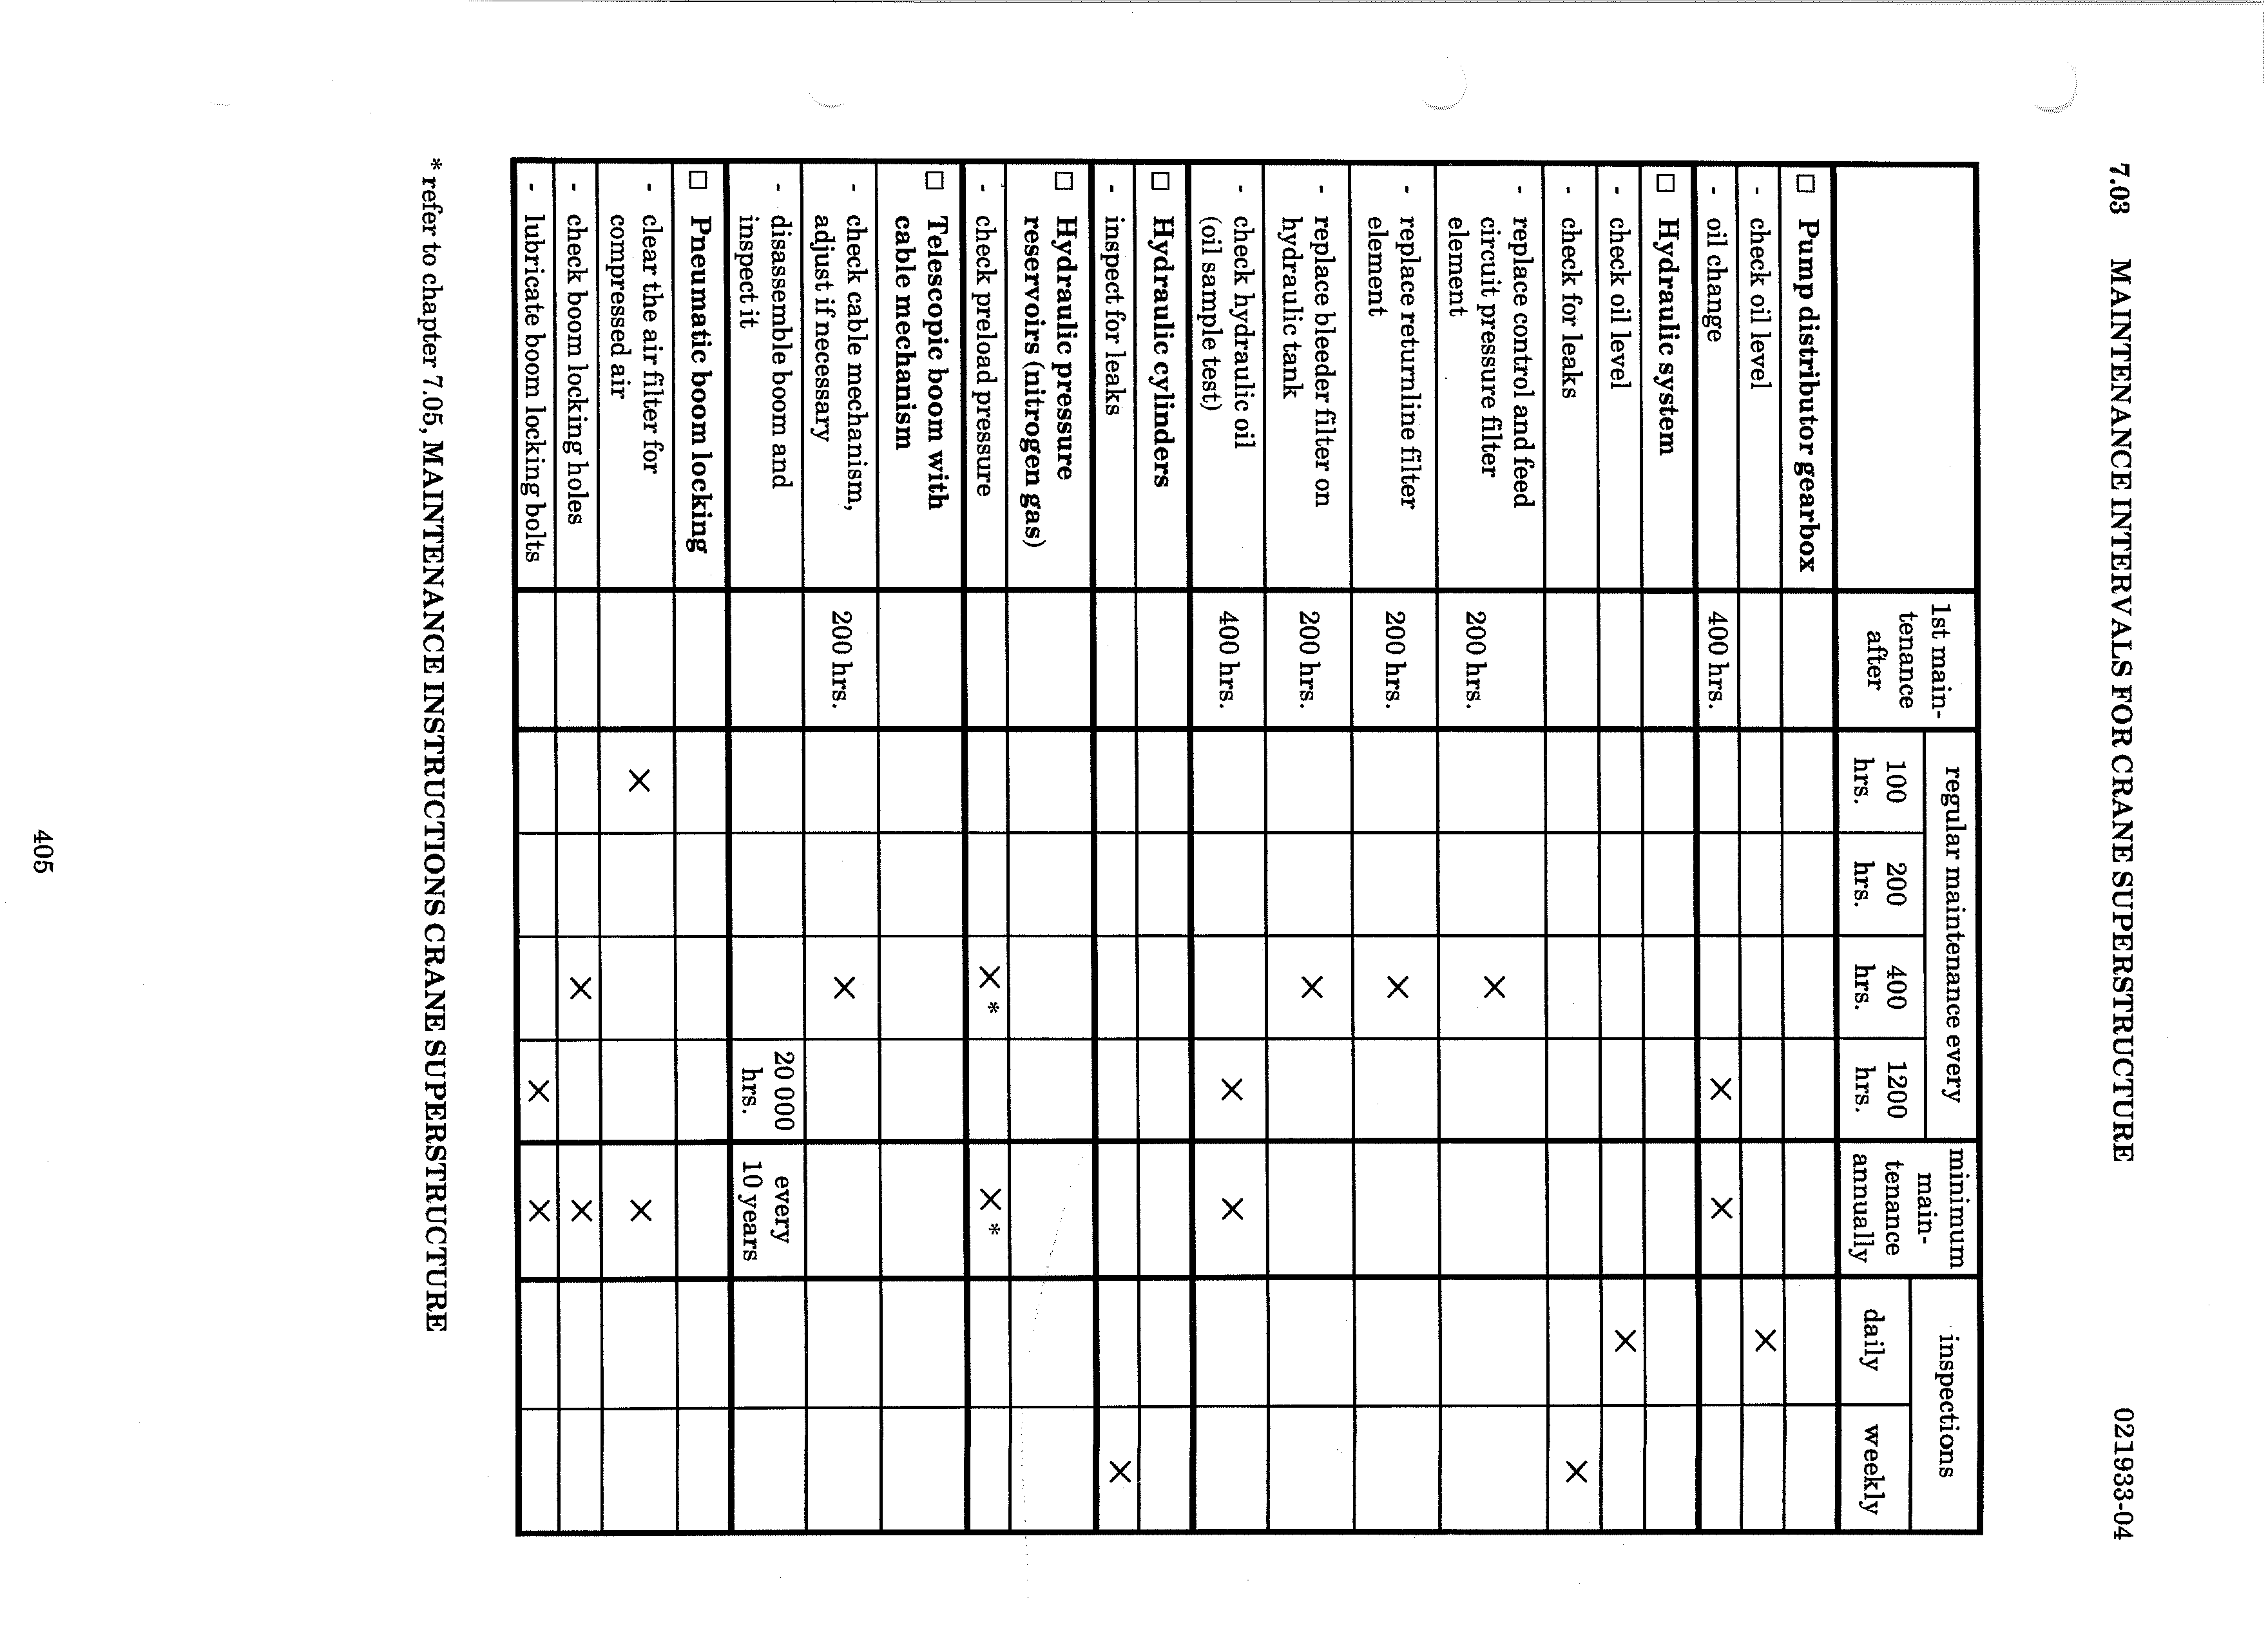 7.03 MAINTENANCE INTERVALS FOR CRANE SUPERSTRUCTURE 021933-04
1st main-
tenance
after
regular maintenance every
100
hrs.
200
hrs.
400
hrs.
1200
hrs.
minimum
main-
tenance
annually
inspections
daily
weekly
□ Pump distributor gearbox
- check oil level ×
- oil change 400 hrs. × ×
□ Hydraulic system
- check oil level ×
- check for leaks ×
- replace control and feed
circuit pressure filter 200 hrs. ×
element
- replace returnline filter 200 hrs. ×
element
- replace bleeder filter on 200 hrs. ×
hydraulic tank
- check hydraulic oil 400 hrs. × ×
(oil sample test)
□ Hydraulic cylinders
- inspect for leaks ×
□ Hydraulic pressure
reservoirs (nitrogen gas)
- check preload pressure ×* ×*
□ Telescopic boom with
cable mechanism
- check cable mechanism, 200 hrs. ×
adjust if necessary
- disassemble boom and 20 000 every
inspect it hrs. 10 years
□ Pneumatic boom locking
- clear the air filter for × ×
compressed air
- check boom locking holes × ×
- lubricate boom locking bolts × ×
* refer to chapter 7.05, MAINTENANCE INSTRUCTIONS CRANE SUPERSTRUCTURE
405